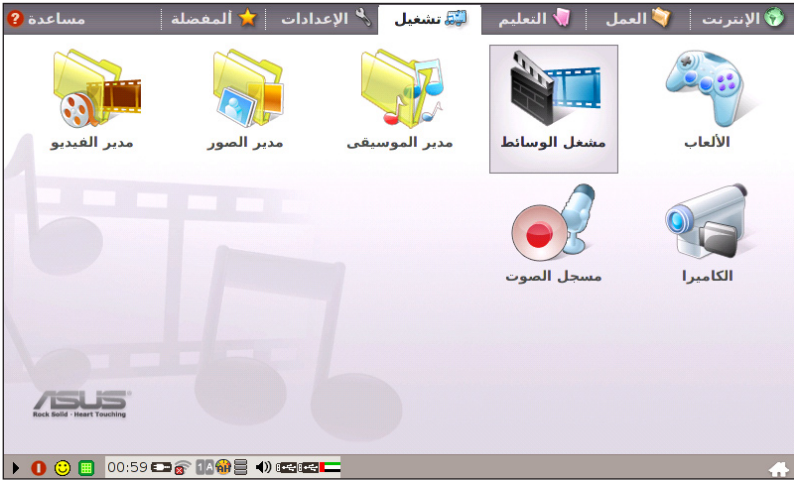 الإنترنت العمل التعليم تشغيل الإعدادات المفضلة مساعدة
الألعاب مشغل الوسائط مدير الموسيقى مدير الصور مدير الفيديو
الكاميرا مسجل الصوت
ASUS
Rock Solid · Heart Touching
00:59 1 A